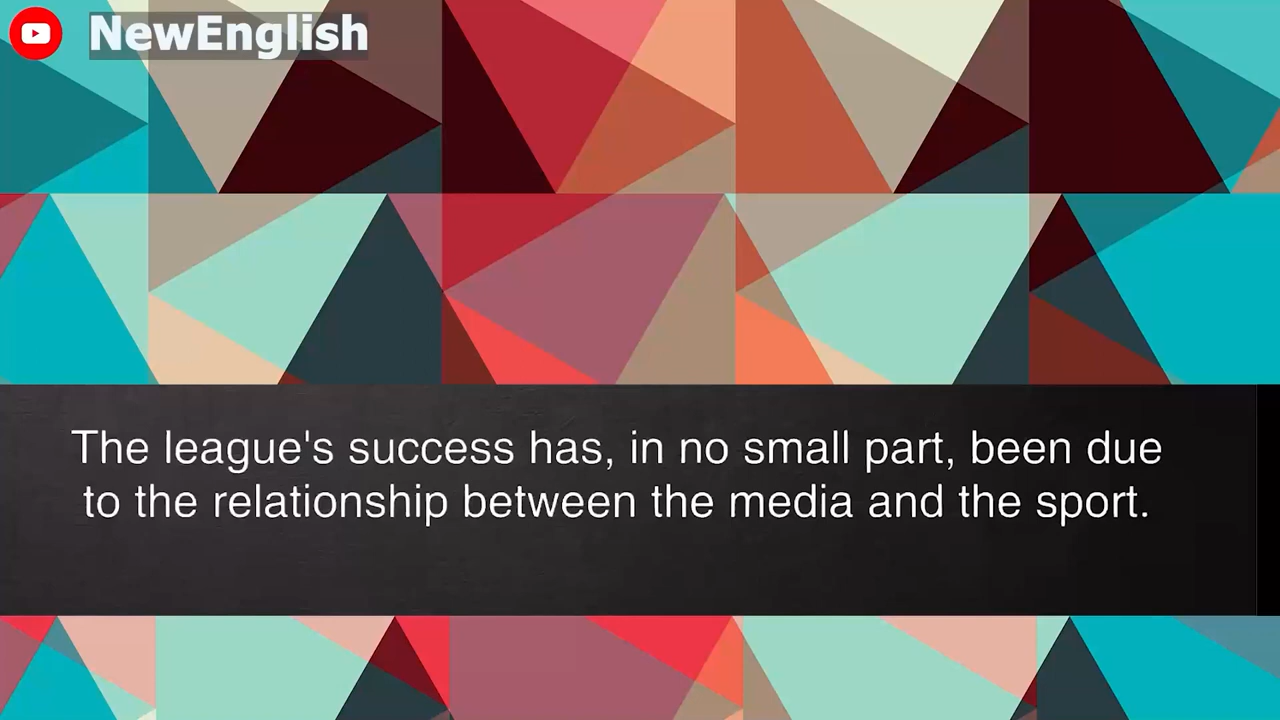 NewEnglish
The league's success has, in no small part, been due
to the relationship between the media and the sport.